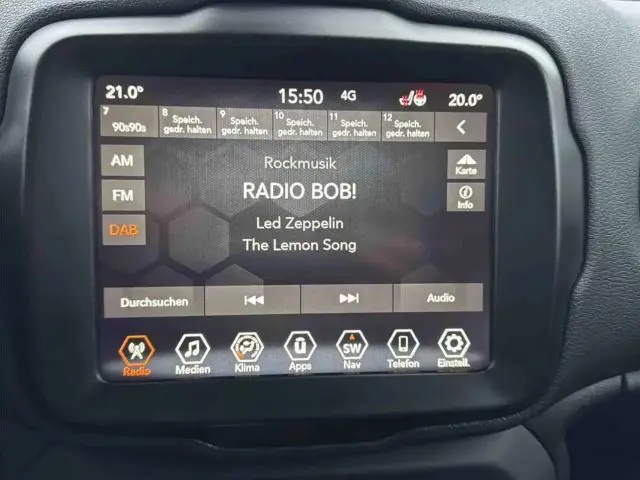 21.0° 15:50 4G 20.0°
7 90s90s
8 Speich. gedr. halten
9 Speich. gedr. halten
10 Speich. gedr. halten
11 Speich. gedr. halten
12 Speich. gedr. halten
AM
FM
DAB
Rockmusik
RADIO BOB!
Led Zeppelin
The Lemon Song
Karte
Info
Durchsuchen
Audio
Radio
Medien
Klima
Apps
SW
Nav
Telefon
Einstell.